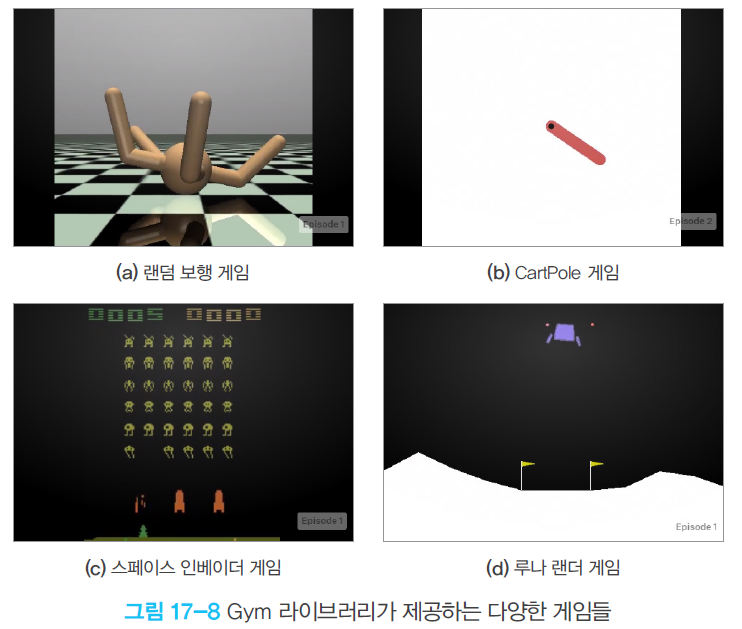 Episode 1
Episode 2
(a) 랜덤 보행 게임
(b) CartPole 게임
0005 0000
Episode 1
Episode 1
(c) 스페이스 인베이더 게임
(d) 루나 랜더 게임
그림 17-8 Gym 라이브러리가 제공하는 다양한 게임들